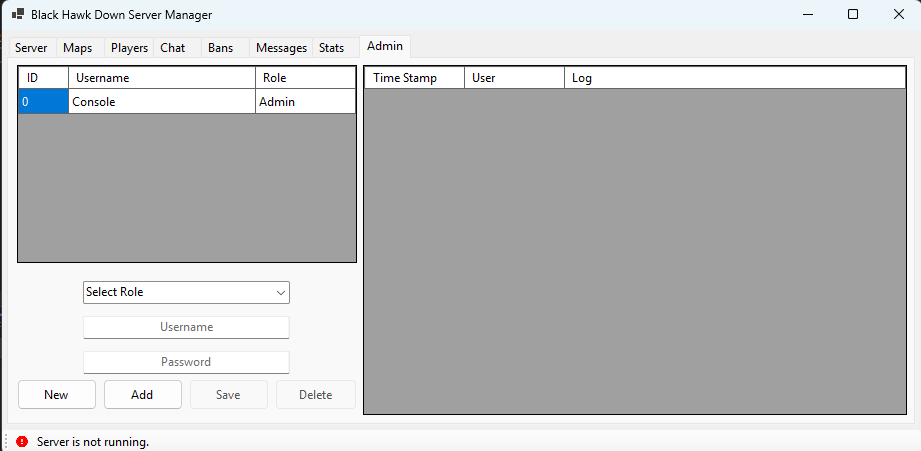 Black Hawk Down Server Manager
Server Maps Players Chat Bans Messages Stats Admin
ID Username Role
0 Console Admin
Time Stamp User Log
Select Role
Username
Password
New Add Save Delete
Server is not running.